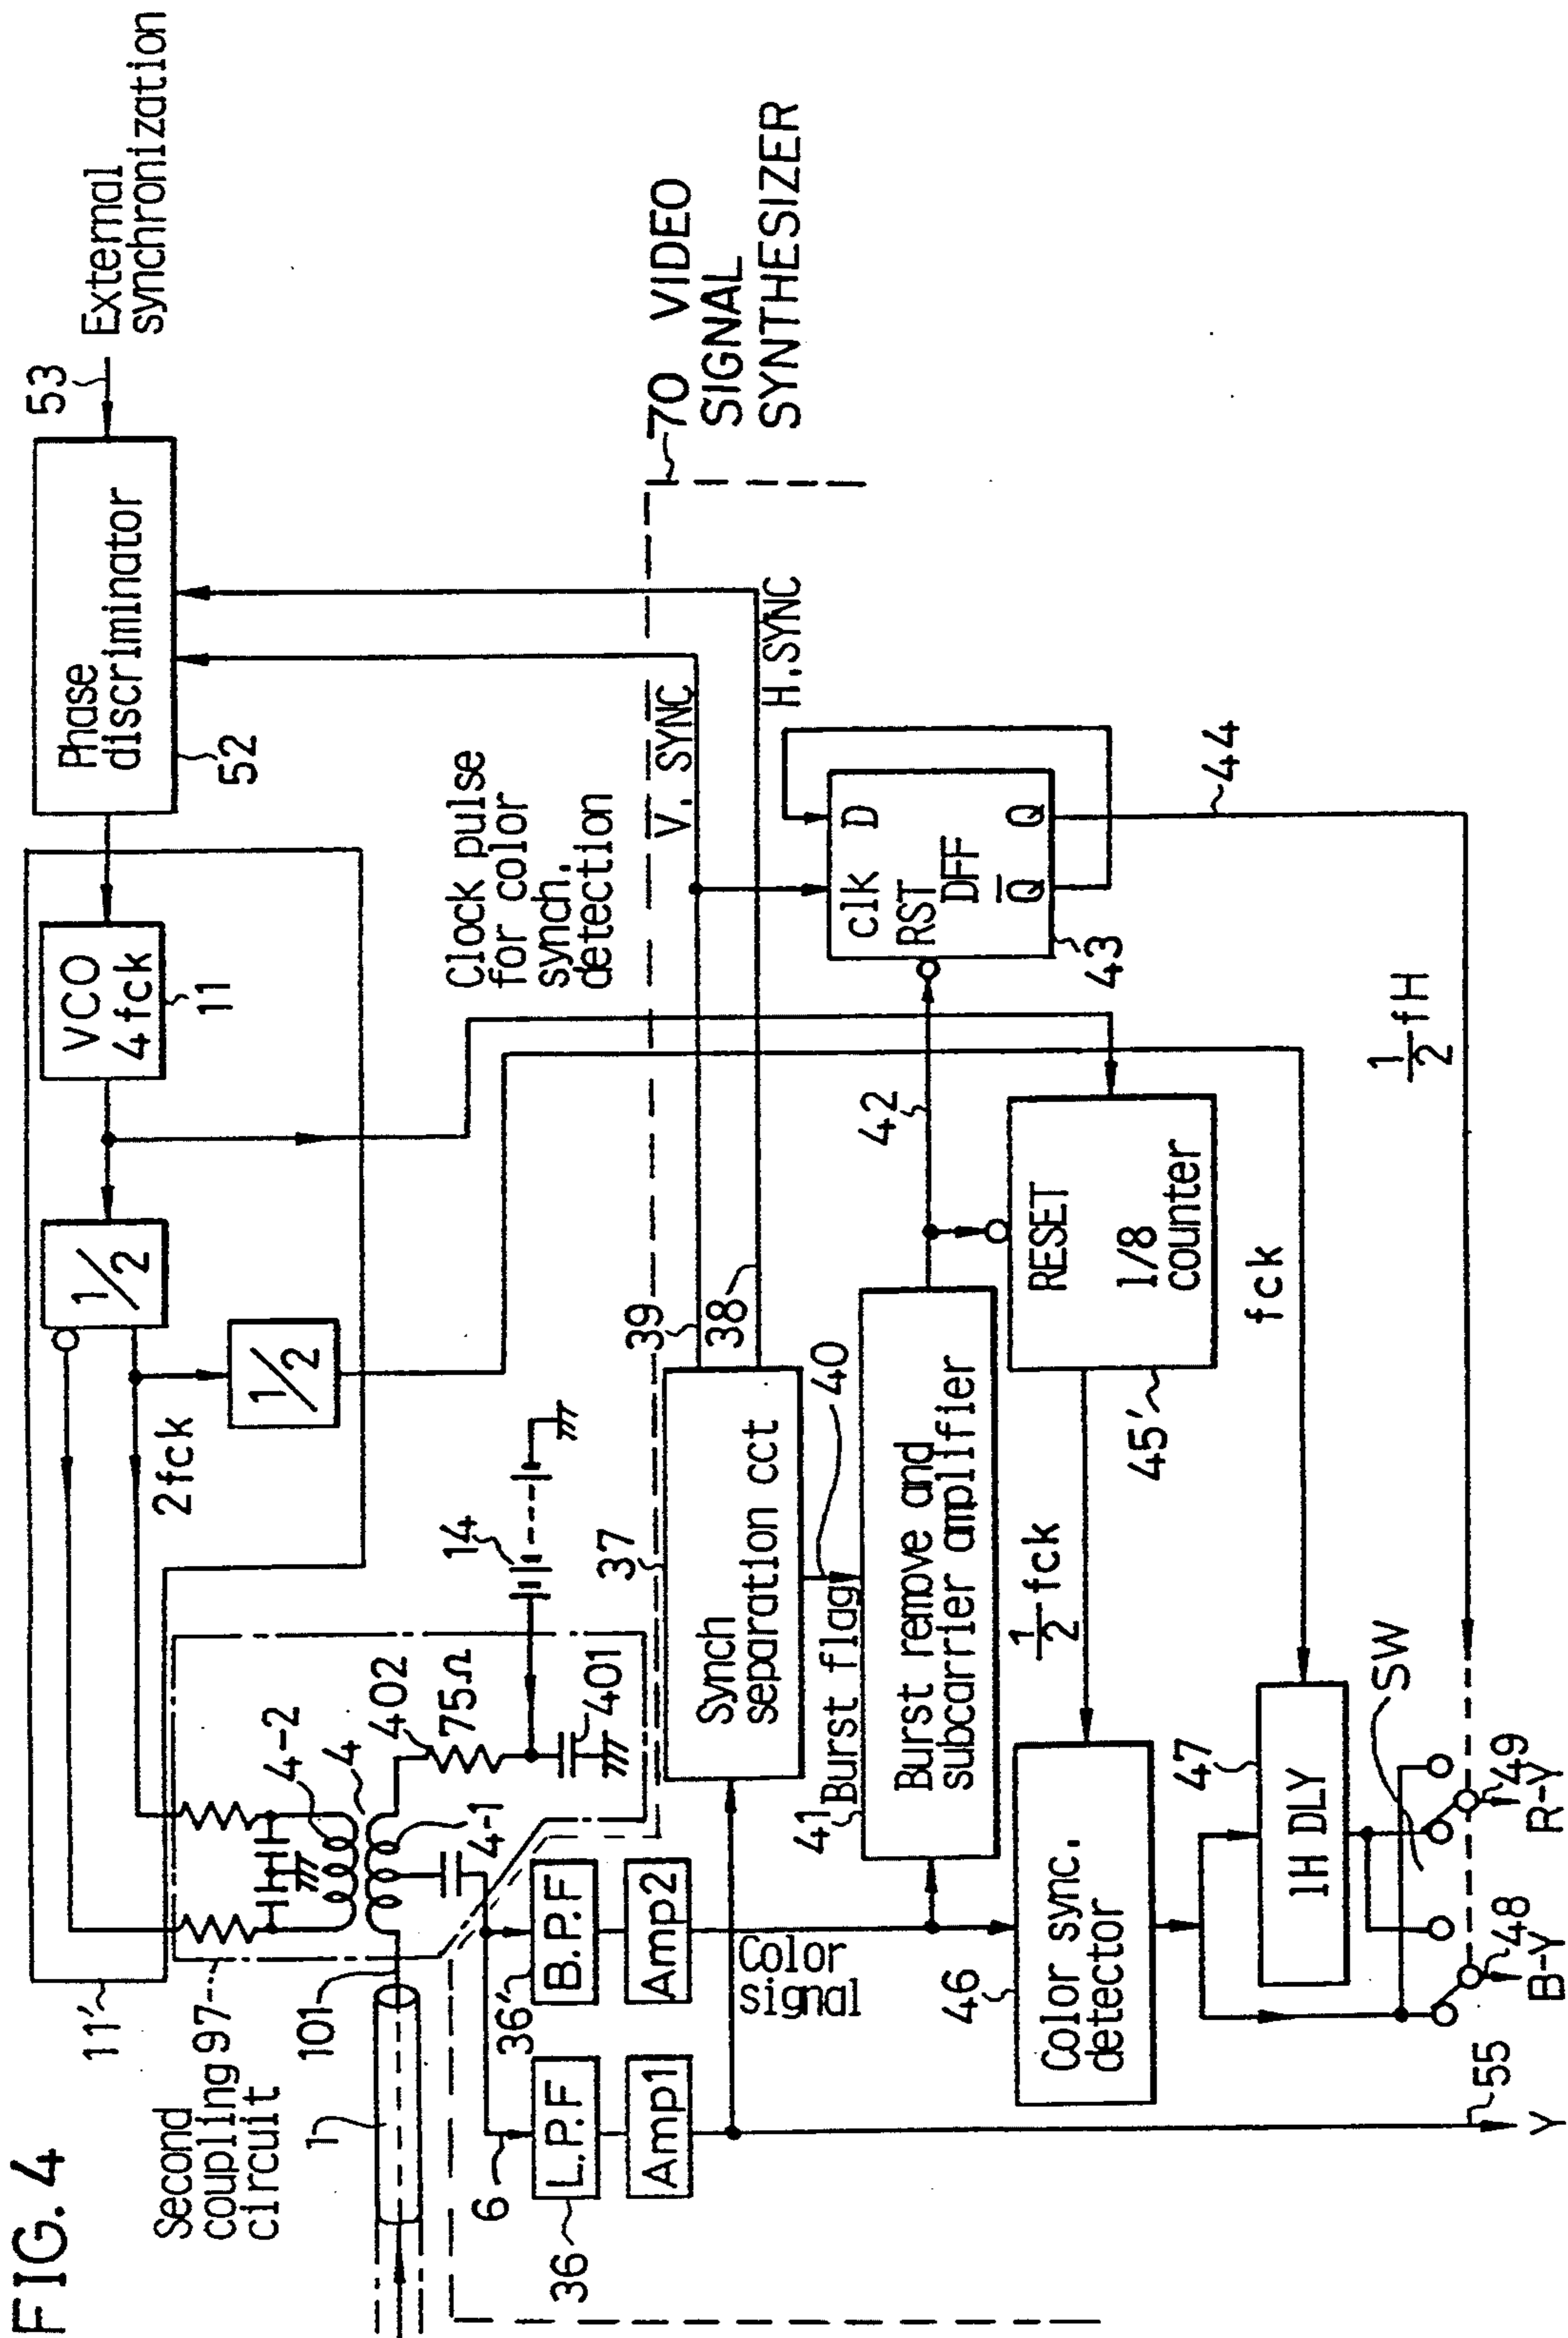 FIG. 4
External
synchronization
53
Phase
discriminator
52
VCO
4fck
11
1/2
1/2
2fck
11'
Second
coupling 97
circuit
4-2
4
402
75Ω
14
401
4-1
101
1
6
Clock pulse
for color
synch.
detection
70 VIDEO
SIGNAL
SYNTHESIZER
V. SYNC
H.SYNC
39
38
37
Synch
separation cct
40
Burst flag
36'
B.P.F
Amp2
L.P.F
36
Amp1
Color
signal
41
Burst remove and
subcarrier amplifier
42
clk
D
RST
DFF
Q
Q
43
44
RESET
1/8
counter
45'
1/2 fck
fck
1/2 fH
46
Color sync.
detector
47
1H DLY
SW
48
B-Y
49
R-Y
55
Y